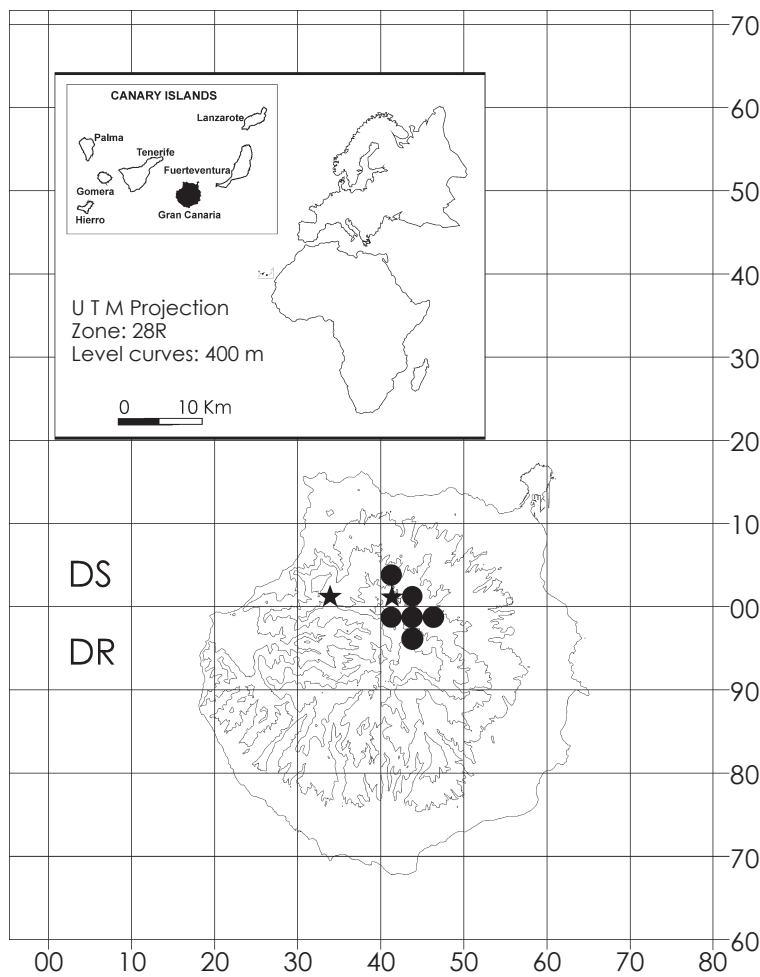 70
CANARY ISLANDS
Lanzarote
Palma
Tenerife
Fuerteventura
Gomera
Hierro
Gran Canaria
60
50
40
U T M Projection
Zone: 28R
Level curves: 400 m
30
0 10 Km
20
10
DS
00
DR
90
80
70
60
00 10 20 30 40 50 60 70 80